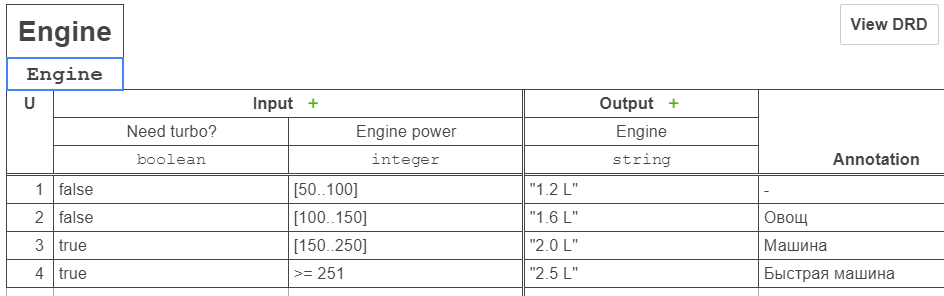 Engine
View DRD
Engine
U Input + Output + Annotation
Need turbo? Engine power Engine
boolean integer string
1 false [50..100] "1.2 L" -
2 false [100..150] "1.6 L" Овощ
3 true [150..250] "2.0 L" Машина
4 true >= 251 "2.5 L" Быстрая машина